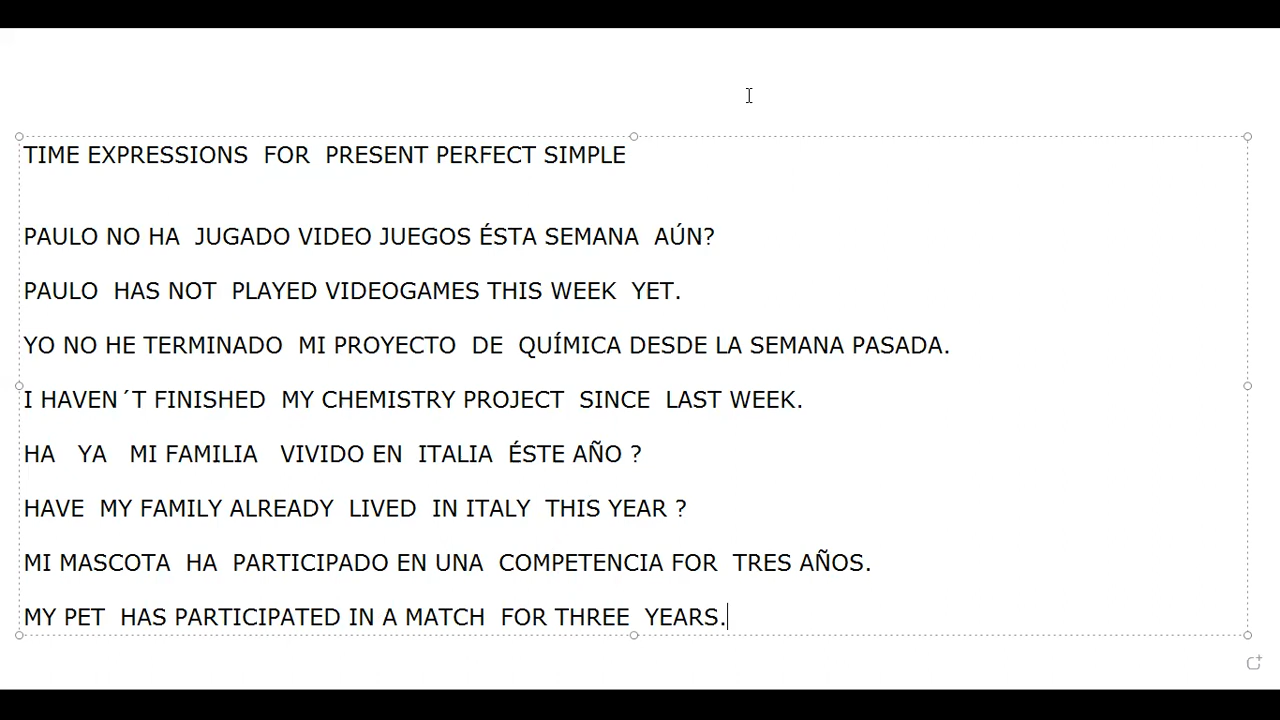 TIME EXPRESSIONS FOR PRESENT PERFECT SIMPLE
PAULO NO HA JUGADO VIDEO JUEGOS ÉSTA SEMANA AÚN?
PAULO HAS NOT PLAYED VIDEOGAMES THIS WEEK YET.
YO NO HE TERMINADO MI PROYECTO DE QUÍMICA DESDE LA SEMANA PASADA.
I HAVEN´T FINISHED MY CHEMISTRY PROJECT SINCE LAST WEEK.
HA YA MI FAMILIA VIVIDO EN ITALIA ÉSTE AÑO ?
HAVE MY FAMILY ALREADY LIVED IN ITALY THIS YEAR ?
MI MASCOTA HA PARTICIPADO EN UNA COMPETENCIA FOR TRES AÑOS.
MY PET HAS PARTICIPATED IN A MATCH FOR THREE YEARS.